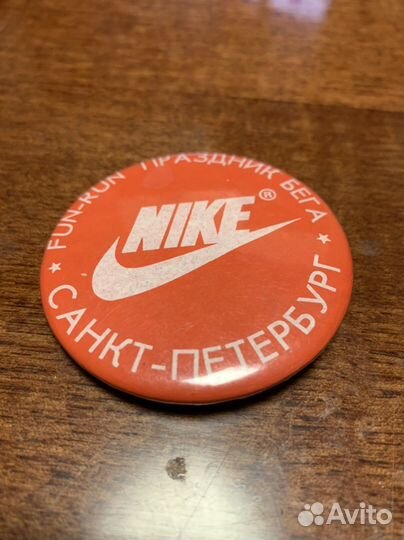 FUN-RUN ПРАЗДНИК БЕГА
NIKE®
★ САНКТ-ПЕТЕРБУРГ ★
Avito